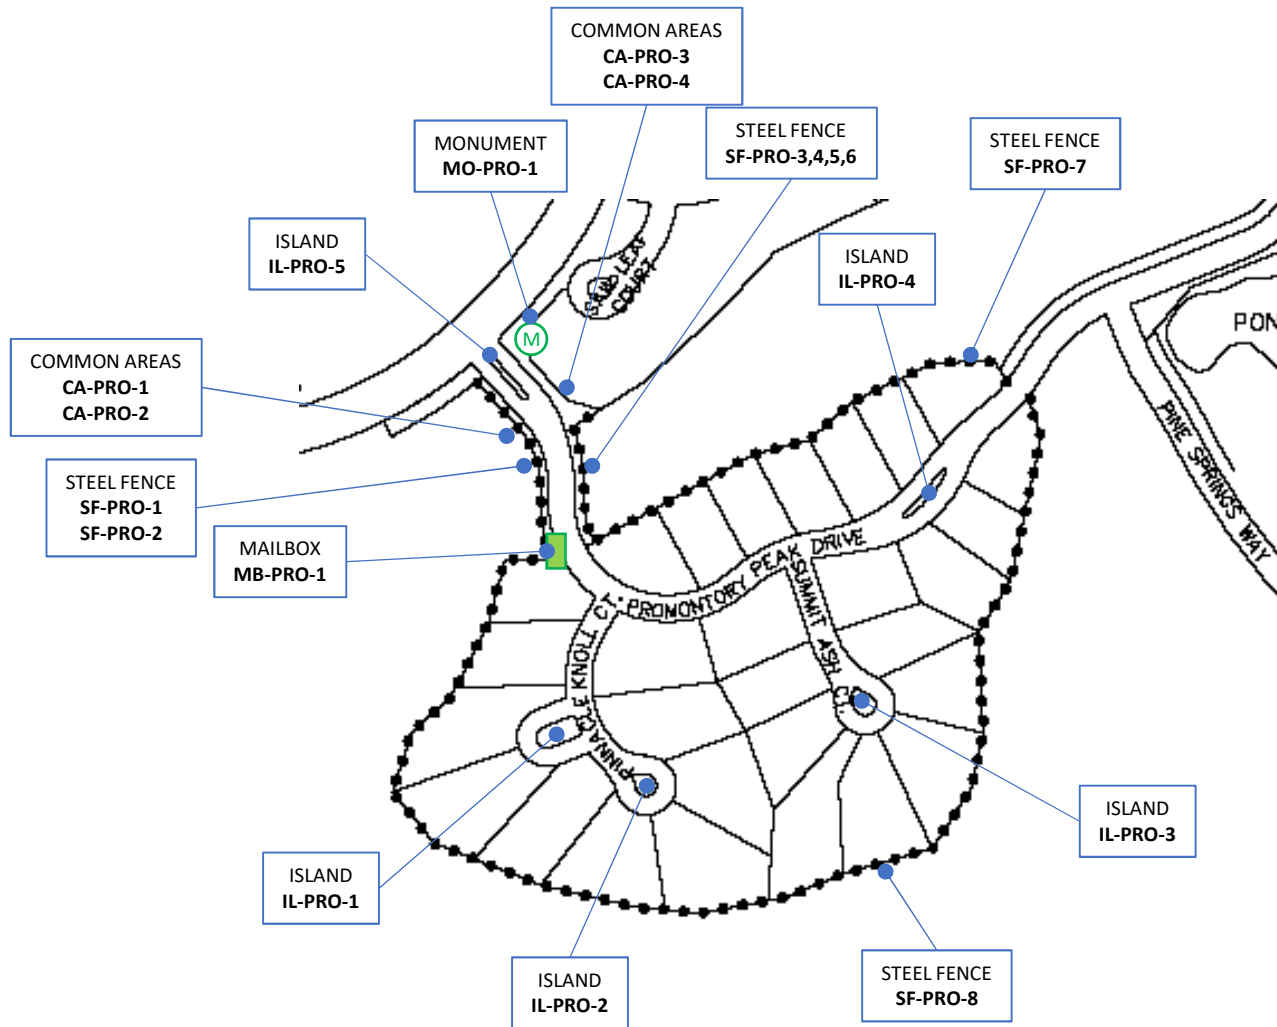 COMMON AREAS
CA-PRO-3
CA-PRO-4
MONUMENT
MO-PRO-1
STEEL FENCE
SF-PRO-3,4,5,6
STEEL FENCE
SF-PRO-7
ISLAND
IL-PRO-5
ISLAND
IL-PRO-4
LEAF
COURT
M
PON
COMMON AREAS
CA-PRO-1
CA-PRO-2
STEEL FENCE
SF-PRO-1
SF-PRO-2
PINE SPRINGS WAY
MAILBOX
MB-PRO-1
PROMONTORY PEAK DRIVE
SUMMIT ASH CT.
PINNACLE KNOLL CT.
ISLAND
IL-PRO-3
ISLAND
IL-PRO-1
ISLAND
IL-PRO-2
STEEL FENCE
SF-PRO-8